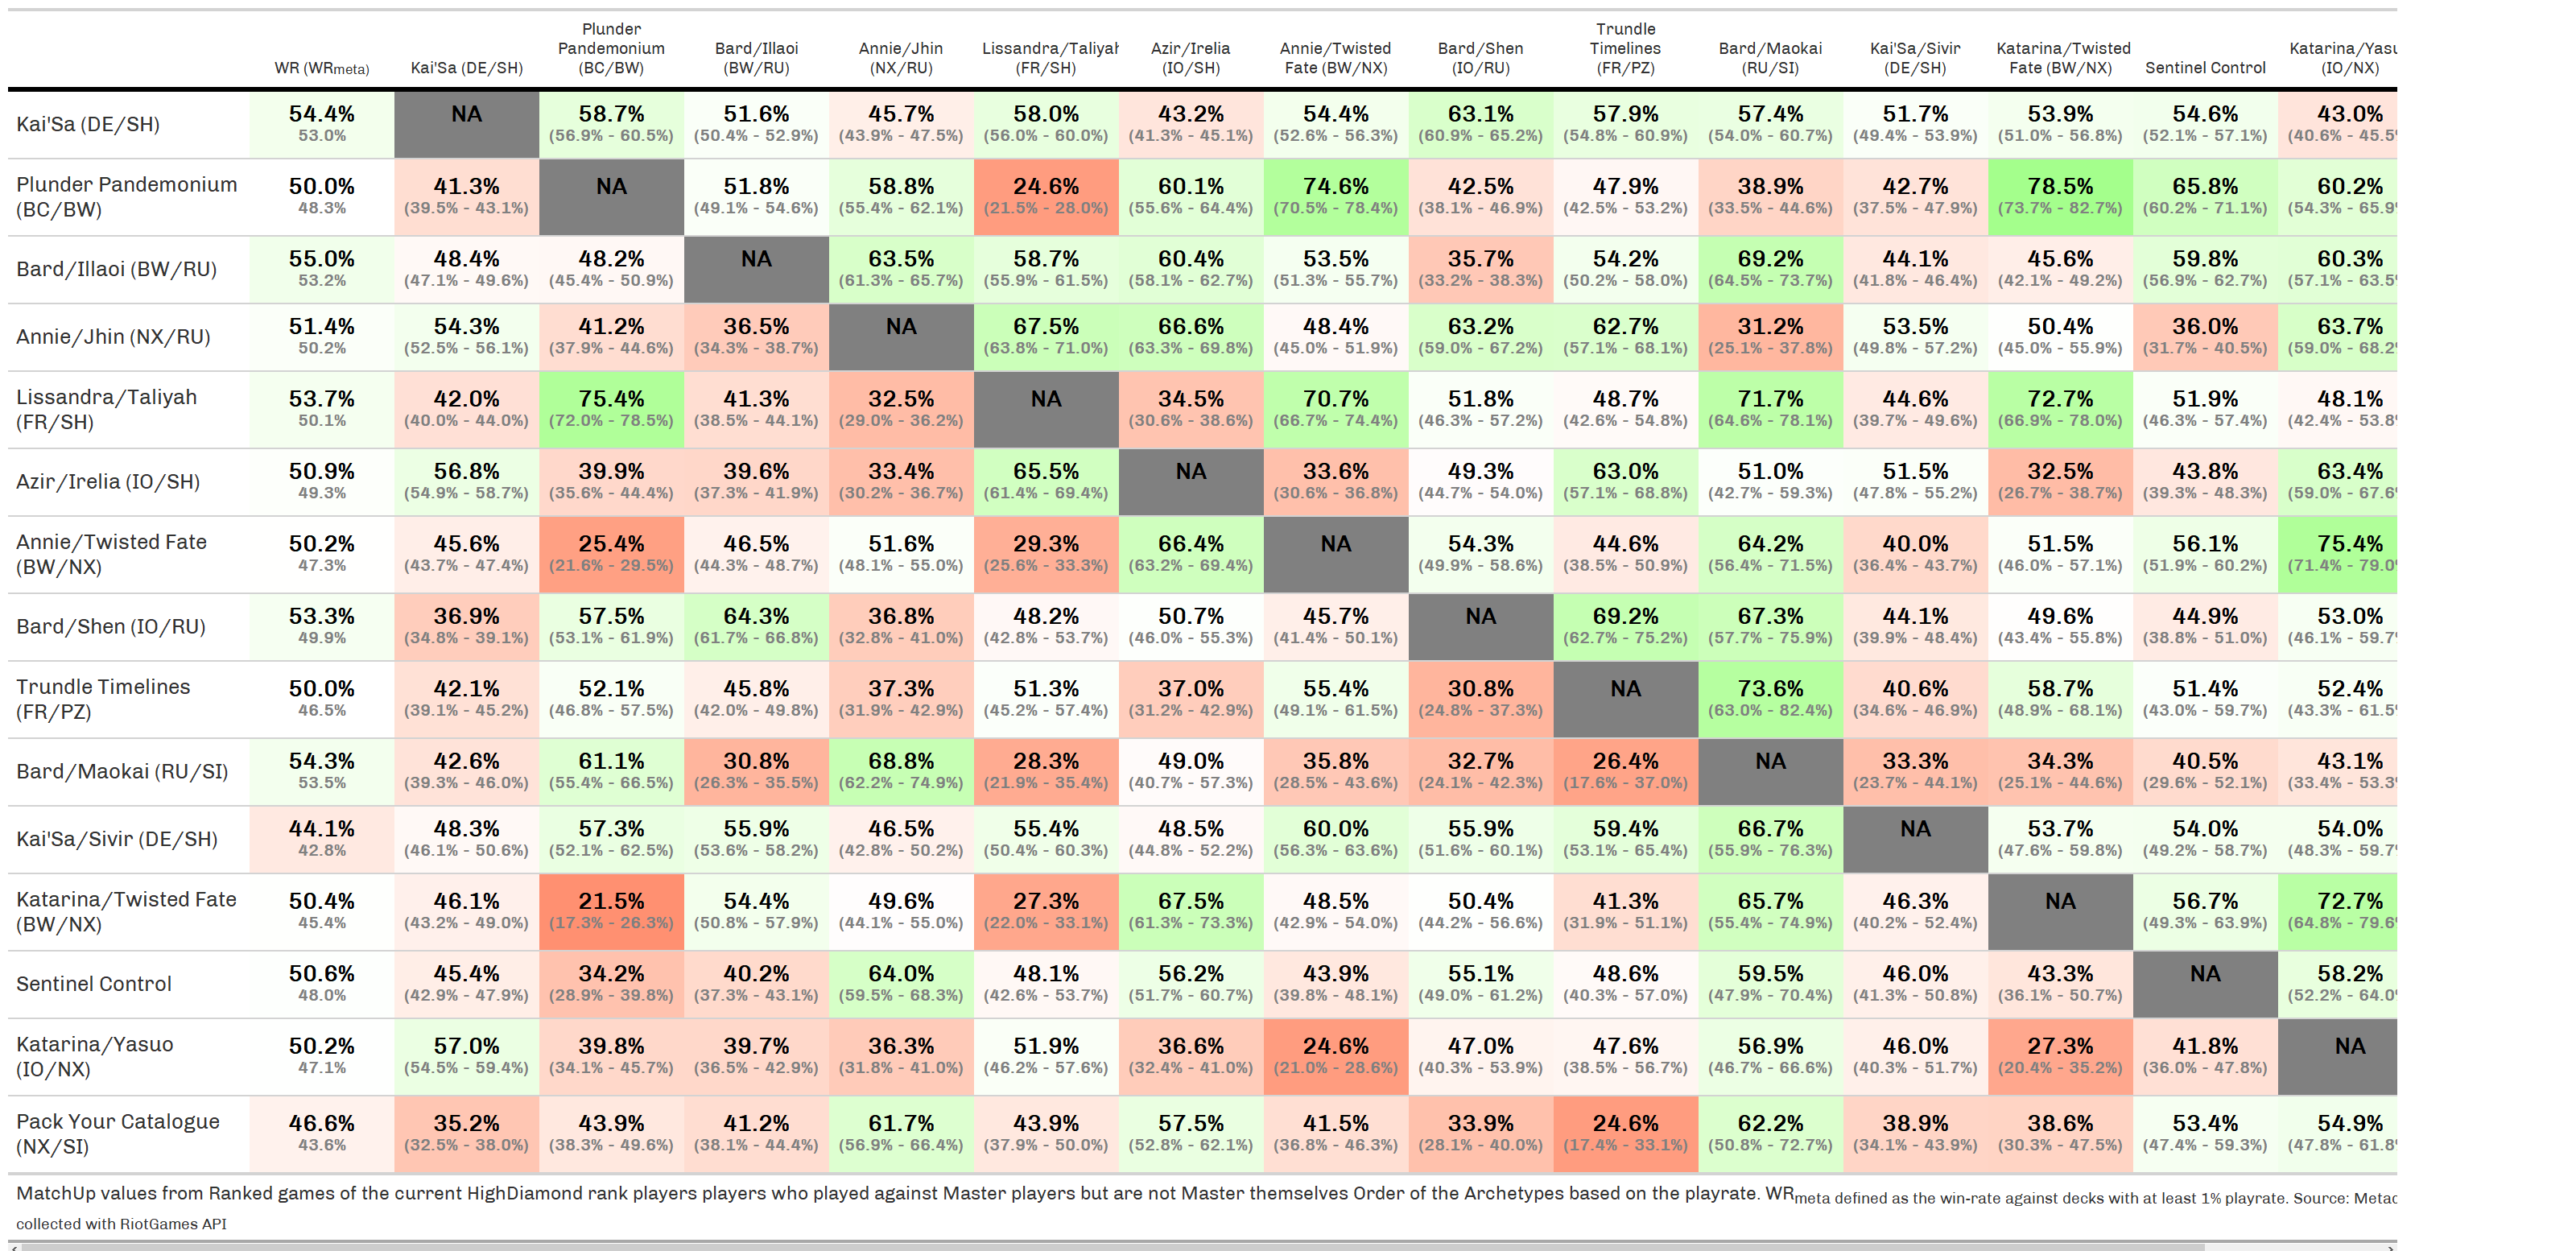 WR (WRmeta) Kai'Sa (DE/SH) Plunder Pandemonium (BC/BW) Bard/Illaoi (BW/RU) Annie/Jhin (NX/RU) Lissandra/Taliyah (FR/SH) Azir/Irelia (IO/SH) Annie/Twisted Fate (BW/NX) Bard/Shen (IO/RU) Trundle Timelines (FR/PZ) Bard/Maokai (RU/SI) Kai'Sa/Sivir (DE/SH) Katarina/Twisted Fate (BW/NX) Sentinel Control Katarina/Yasu (IO/NX)
Kai'Sa (DE/SH) 54.4% NA 58.7% 51.6% 45.7% 58.0% 43.2% 54.4% 63.1% 57.9% 57.4% 51.7% 53.9% 54.6% 43.0%
53.0% (56.9% - 60.5%) (50.4% - 52.9%) (43.9% - 47.5%) (56.0% - 60.0%) (41.3% - 45.1%) (52.6% - 56.3%) (60.9% - 65.2%) (54.8% - 60.9%) (54.0% - 60.7%) (49.4% - 53.9%) (51.0% - 56.8%) (52.1% - 57.1%) (40.6% - 45.5%
Plunder Pandemonium (BC/BW) 50.0% 41.3% NA 51.8% 58.8% 24.6% 60.1% 74.6% 42.5% 47.9% 38.9% 42.7% 78.5% 65.8% 60.2%
48.3% (39.5% - 43.1%) (49.1% - 54.6%) (55.4% - 62.1%) (21.5% - 28.0%) (55.6% - 64.4%) (70.5% - 78.4%) (38.1% - 46.9%) (42.5% - 53.2%) (33.5% - 44.6%) (37.5% - 47.9%) (73.7% - 82.7%) (60.2% - 71.1%) (54.3% - 65.9%
Bard/Illaoi (BW/RU) 55.0% 48.4% 48.2% NA 63.5% 58.7% 60.4% 53.5% 35.7% 54.2% 69.2% 44.1% 45.6% 59.8% 60.3%
53.2% (47.1% - 49.6%) (45.4% - 50.9%) (61.3% - 65.7%) (55.9% - 61.5%) (58.1% - 62.7%) (51.3% - 55.7%) (33.2% - 38.3%) (50.2% - 58.0%) (64.5% - 73.7%) (41.8% - 46.4%) (42.1% - 49.2%) (56.9% - 62.7%) (57.1% - 63.5%
Annie/Jhin (NX/RU) 51.4% 54.3% 41.2% 36.5% NA 67.5% 66.6% 48.4% 63.2% 62.7% 31.2% 53.5% 50.4% 36.0% 63.7%
50.2% (52.5% - 56.1%) (37.9% - 44.6%) (34.3% - 38.7%) (63.8% - 71.0%) (63.3% - 69.8%) (45.0% - 51.9%) (59.0% - 67.2%) (57.1% - 68.1%) (25.1% - 37.8%) (49.8% - 57.2%) (45.0% - 55.9%) (31.7% - 40.5%) (59.0% - 68.2%
Lissandra/Taliyah (FR/SH) 53.7% 42.0% 75.4% 41.3% 32.5% NA 34.5% 70.7% 51.8% 48.7% 71.7% 44.6% 72.7% 51.9% 48.1%
50.1% (40.0% - 44.0%) (72.0% - 78.5%) (38.5% - 44.1%) (29.0% - 36.2%) (30.6% - 38.6%) (66.7% - 74.4%) (46.3% - 57.2%) (42.6% - 54.8%) (64.6% - 78.1%) (39.7% - 49.6%) (66.9% - 78.0%) (46.3% - 57.4%) (42.4% - 53.8%
Azir/Irelia (IO/SH) 50.9% 56.8% 39.9% 39.6% 33.4% 65.5% NA 33.6% 49.3% 63.0% 51.0% 51.5% 32.5% 43.8% 63.4%
49.3% (54.9% - 58.7%) (35.6% - 44.4%) (37.3% - 41.9%) (30.2% - 36.7%) (61.4% - 69.4%) (30.6% - 36.8%) (44.7% - 54.0%) (57.1% - 68.8%) (42.7% - 59.3%) (47.8% - 55.2%) (26.7% - 38.7%) (39.3% - 48.3%) (59.0% - 67.6%
Annie/Twisted Fate (BW/NX) 50.2% 45.6% 25.4% 46.5% 51.6% 29.3% 66.4% NA 54.3% 44.6% 64.2% 40.0% 51.5% 56.1% 75.4%
47.3% (43.7% - 47.4%) (21.6% - 29.5%) (44.3% - 48.7%) (48.1% - 55.0%) (25.6% - 33.3%) (63.2% - 69.4%) (49.9% - 58.6%) (38.5% - 50.9%) (56.4% - 71.5%) (36.4% - 43.7%) (46.0% - 57.1%) (51.9% - 60.2%) (71.4% - 79.0%
Bard/Shen (IO/RU) 53.3% 36.9% 57.5% 64.3% 36.8% 48.2% 50.7% 45.7% NA 69.2% 67.3% 44.1% 49.6% 44.9% 53.0%
49.9% (34.8% - 39.1%) (53.1% - 61.9%) (61.7% - 66.8%) (32.8% - 41.0%) (42.8% - 53.7%) (46.0% - 55.3%) (41.4% - 50.1%) (62.7% - 75.2%) (57.7% - 75.9%) (39.9% - 48.4%) (43.4% - 55.8%) (38.8% - 51.0%) (46.1% - 59.7%
Trundle Timelines (FR/PZ) 50.0% 42.1% 52.1% 45.8% 37.3% 51.3% 37.0% 55.4% 30.8% NA 73.6% 40.6% 58.7% 51.4% 52.4%
46.5% (39.1% - 45.2%) (46.8% - 57.5%) (42.0% - 49.8%) (31.9% - 42.9%) (45.2% - 57.4%) (31.2% - 42.9%) (49.1% - 61.5%) (24.8% - 37.3%) (63.0% - 82.4%) (34.6% - 46.9%) (48.9% - 68.1%) (43.0% - 59.7%) (43.3% - 61.5%
Bard/Maokai (RU/SI) 54.3% 42.6% 61.1% 30.8% 68.8% 28.3% 49.0% 35.8% 32.7% 26.4% NA 33.3% 34.3% 40.5% 43.1%
53.5% (39.3% - 46.0%) (55.4% - 66.5%) (26.3% - 35.5%) (62.2% - 74.9%) (21.9% - 35.4%) (40.7% - 57.3%) (28.5% - 43.6%) (24.1% - 42.3%) (17.6% - 37.0%) (23.7% - 44.1%) (25.1% - 44.6%) (29.6% - 52.1%) (33.4% - 53.3%
Kai'Sa/Sivir (DE/SH) 44.1% 48.3% 57.3% 55.9% 46.5% 55.4% 48.5% 60.0% 55.9% 59.4% 66.7% NA 53.7% 54.0% 54.0%
42.8% (46.1% - 50.6%) (52.1% - 62.5%) (53.6% - 58.2%) (42.8% - 50.2%) (50.4% - 60.3%) (44.8% - 52.2%) (56.3% - 63.6%) (51.6% - 60.1%) (53.1% - 65.4%) (55.9% - 76.3%) (47.6% - 59.8%) (49.2% - 58.7%) (48.3% - 59.7%
Katarina/Twisted Fate (BW/NX) 50.4% 46.1% 21.5% 54.4% 49.6% 27.3% 67.5% 48.5% 50.4% 41.3% 65.7% 46.3% NA 56.7% 72.7%
45.4% (43.2% - 49.0%) (17.3% - 26.3%) (50.8% - 57.9%) (44.1% - 55.0%) (22.0% - 33.1%) (61.3% - 73.3%) (42.9% - 54.0%) (44.2% - 56.6%) (31.9% - 51.1%) (55.4% - 74.9%) (40.2% - 52.4%) (49.3% - 63.9%) (64.8% - 79.6%
Sentinel Control 50.6% 45.4% 34.2% 40.2% 64.0% 48.1% 56.2% 43.9% 55.1% 48.6% 59.5% 46.0% 43.3% NA 58.2%
48.0% (42.9% - 47.9%) (28.9% - 39.8%) (37.3% - 43.1%) (59.5% - 68.3%) (42.6% - 53.7%) (51.7% - 60.7%) (39.8% - 48.1%) (49.0% - 61.2%) (40.3% - 57.0%) (47.9% - 70.4%) (41.3% - 50.8%) (36.1% - 50.7%) (52.2% - 64.0%
Katarina/Yasuo (IO/NX) 50.2% 57.0% 39.8% 39.7% 36.3% 51.9% 36.6% 24.6% 47.0% 47.6% 56.9% 46.0% 27.3% 41.8% NA
47.1% (54.5% - 59.4%) (34.1% - 45.7%) (36.5% - 42.9%) (31.8% - 41.0%) (46.2% - 57.6%) (32.4% - 41.0%) (21.0% - 28.6%) (40.3% - 53.9%) (38.5% - 56.7%) (46.7% - 66.6%) (40.3% - 51.7%) (20.4% - 35.2%) (36.0% - 47.8%)
Pack Your Catalogue (NX/SI) 46.6% 35.2% 43.9% 41.2% 61.7% 43.9% 57.5% 41.5% 33.9% 24.6% 62.2% 38.9% 38.6% 53.4% 54.9%
43.6% (32.5% - 38.0%) (38.3% - 49.6%) (38.1% - 44.4%) (56.9% - 66.4%) (37.9% - 50.0%) (52.8% - 62.1%) (36.8% - 46.3%) (28.1% - 40.0%) (17.4% - 33.1%) (50.8% - 72.7%) (34.1% - 43.9%) (30.3% - 47.5%) (47.4% - 59.3%) (47.8% - 61.8%
MatchUp values from Ranked games of the current HighDiamond rank players players who played against Master players but are not Master themselves Order of the Archetypes based on the playrate. WRmeta defined as the win-rate against decks with at least 1% playrate. Source: Metac
collected with RiotGames API